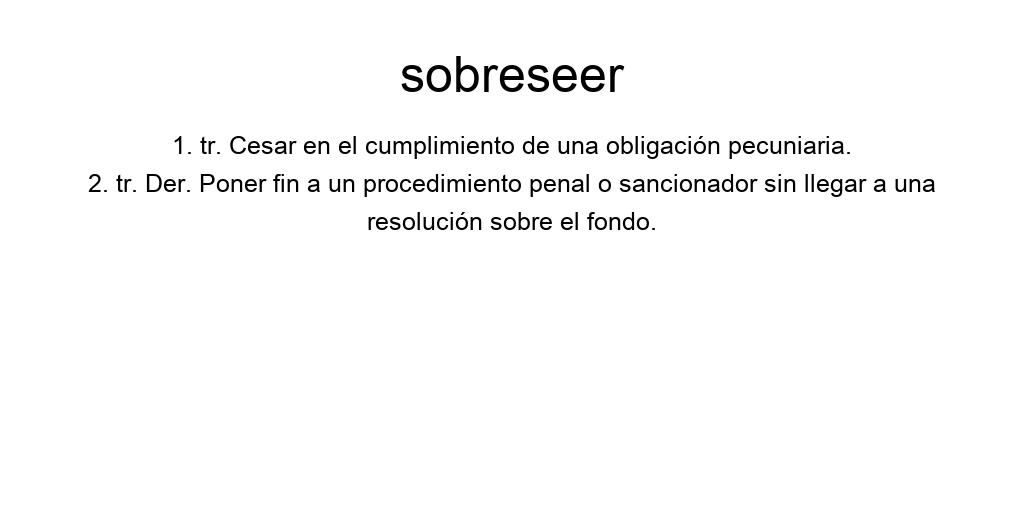 sobreseer
1. tr. Cesar en el cumplimiento de una obligación pecuniaria.
2. tr. Der. Poner fin a un procedimiento penal o sancionador sin llegar a una
resolución sobre el fondo.